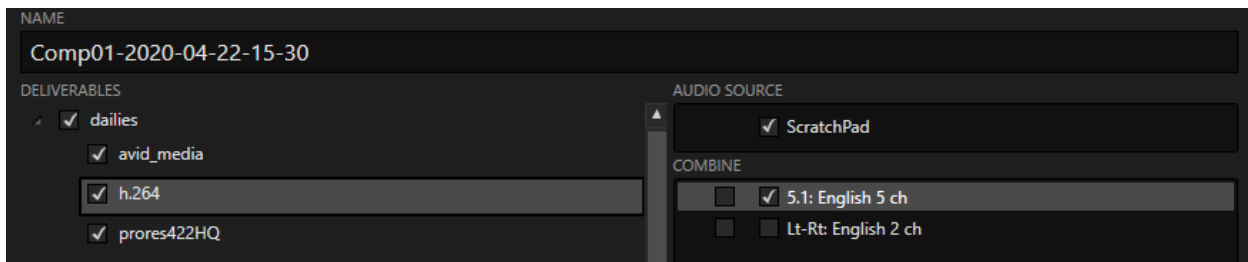 NAME
Comp01-2020-04-22-15-30
DELIVERABLES
dailies
avid_media
h.264
prores422HQ
AUDIO SOURCE
ScratchPad
COMBINE
5.1: English 5 ch
Lt-Rt: English 2 ch